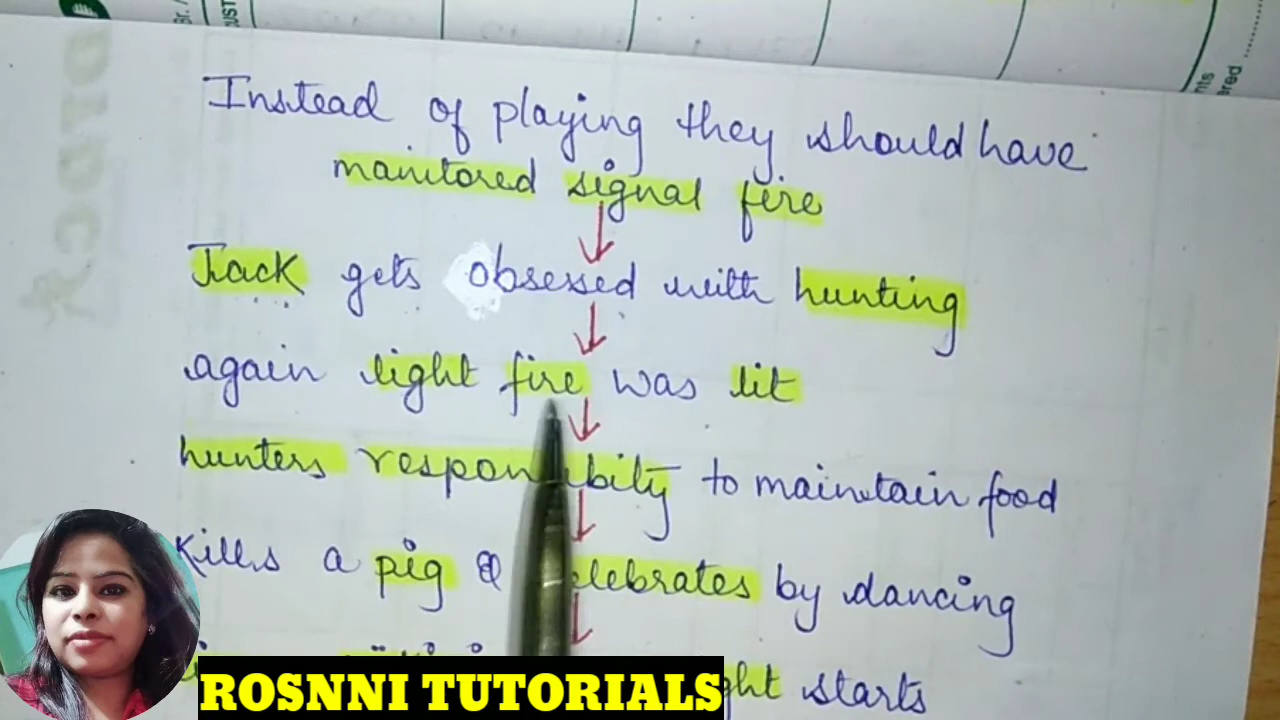 Instead of playing they should have
manitored signal fire
Jack gets obsessed with hunting
again light fire was lit
hunters responsibility to maintain food
kills a pig & celebrates by dancing
starts
ROSNNI TUTORIALS